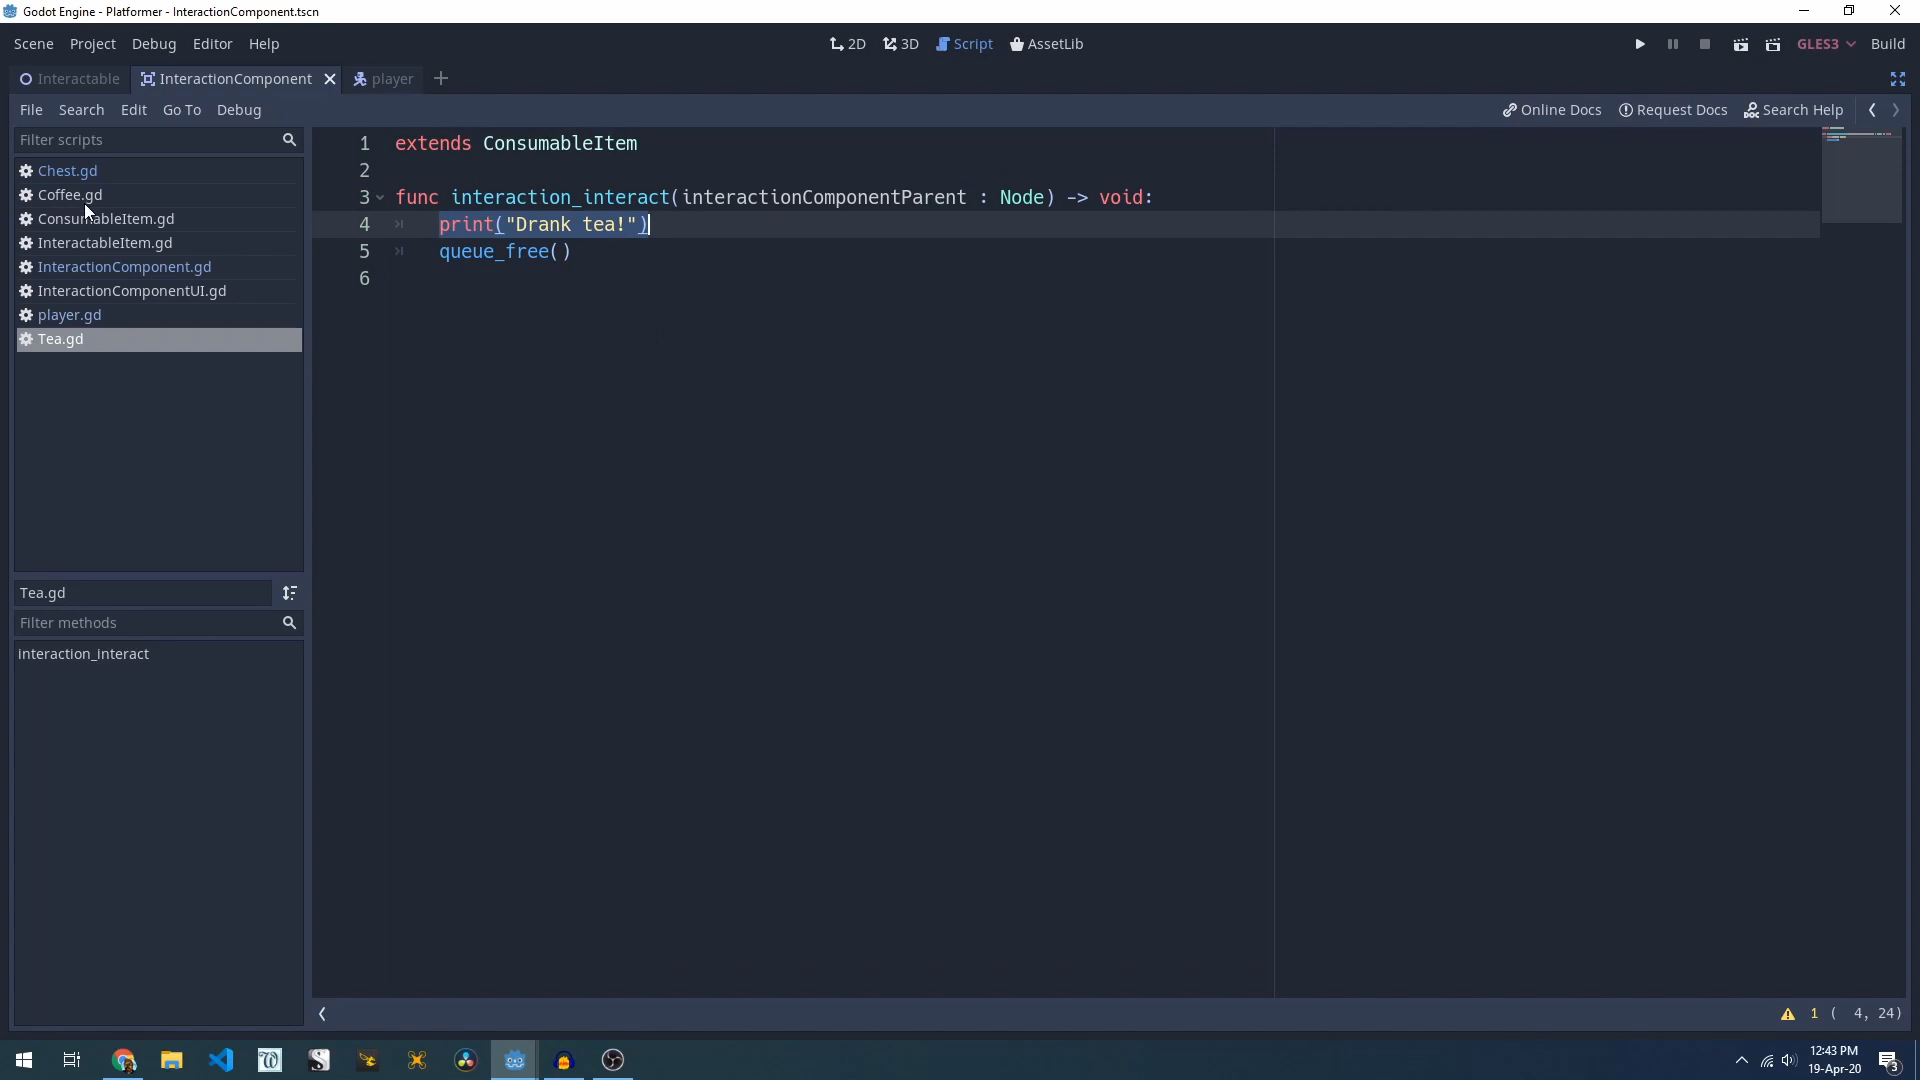 Godot Engine - Platformer - InteractionComponent.tscn
Scene Project Debug Editor Help
2D 3D Script AssetLib
GLES3 Build
Interactable InteractionComponent player
File Search Edit Go To Debug
Online Docs Request Docs Search Help
Filter scripts
Chest.gd
Coffee.gd
ConsumableItem.gd
InteractableItem.gd
InteractionComponent.gd
InteractionComponentUI.gd
player.gd
Tea.gd
1 extends ConsumableItem
2
3 func interaction_interact(interactionComponentParent : Node) -> void:
4 print("Drank tea!")
5 queue_free()
6
Tea.gd
Filter methods
interaction_interact
1 ( 4, 24)
12:43 PM
19-Apr-20
3